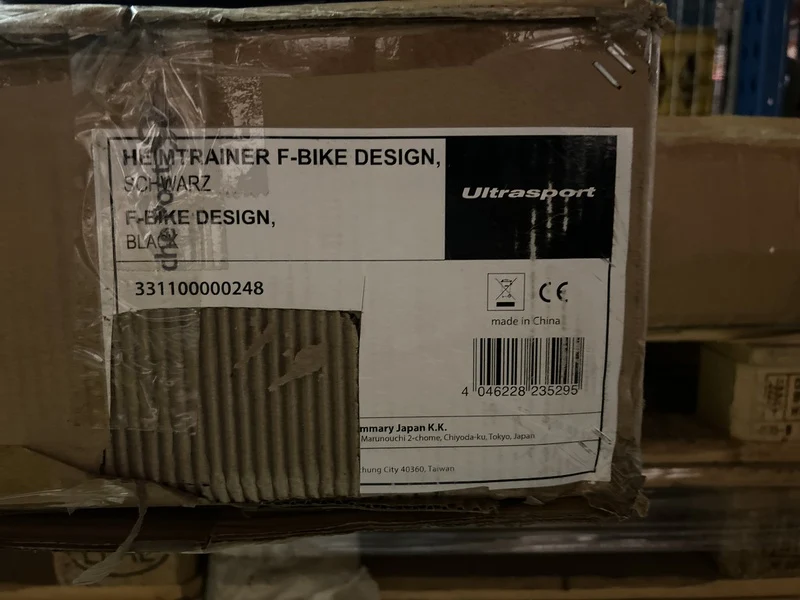 HEIMTRAINER F-BIKE DESIGN,
SCHWARZ
F-BIKE DESIGN,
BLACK
Ultrasport
331100000248
CE
made in China
4 046228 235295
mmary Japan K.K.
Marunouchi 2-chome, Chiyoda-ku, Tokyo, Japan
hung City 40360, Taiwan